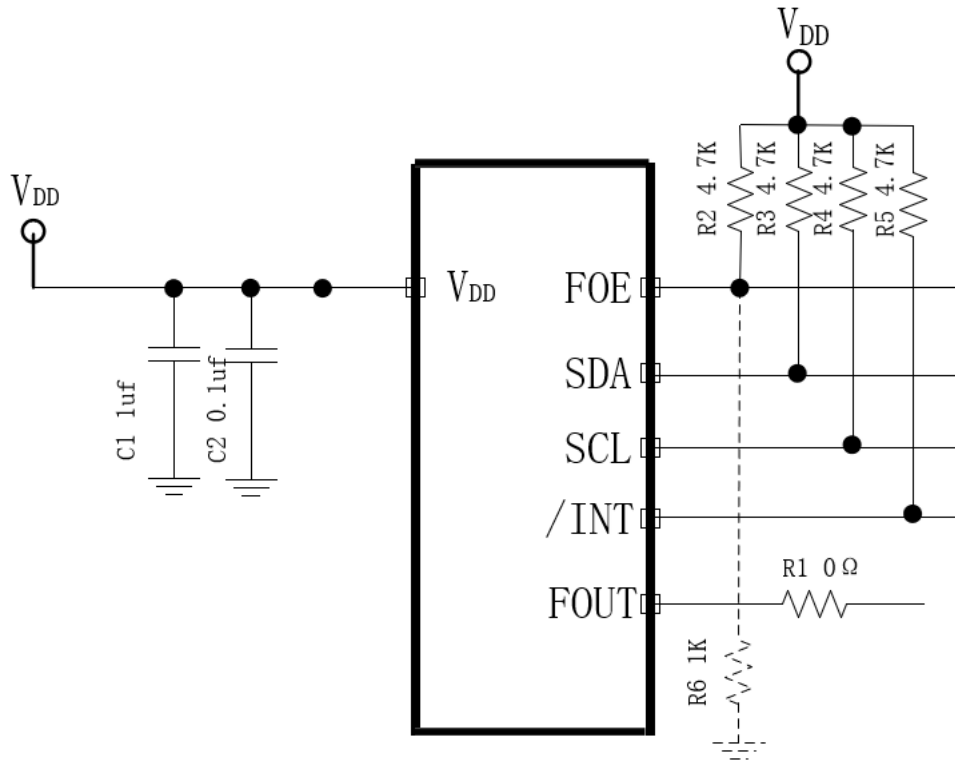 VDD
VDD
R2 4.7K
R3 4.7K
R4 4.7K
R5 4.7K
VDD
FOE
SDA
SCL
/INT
FOUT
C1 1uf
C2 0.1uf
R1 0Ω
R6 1K